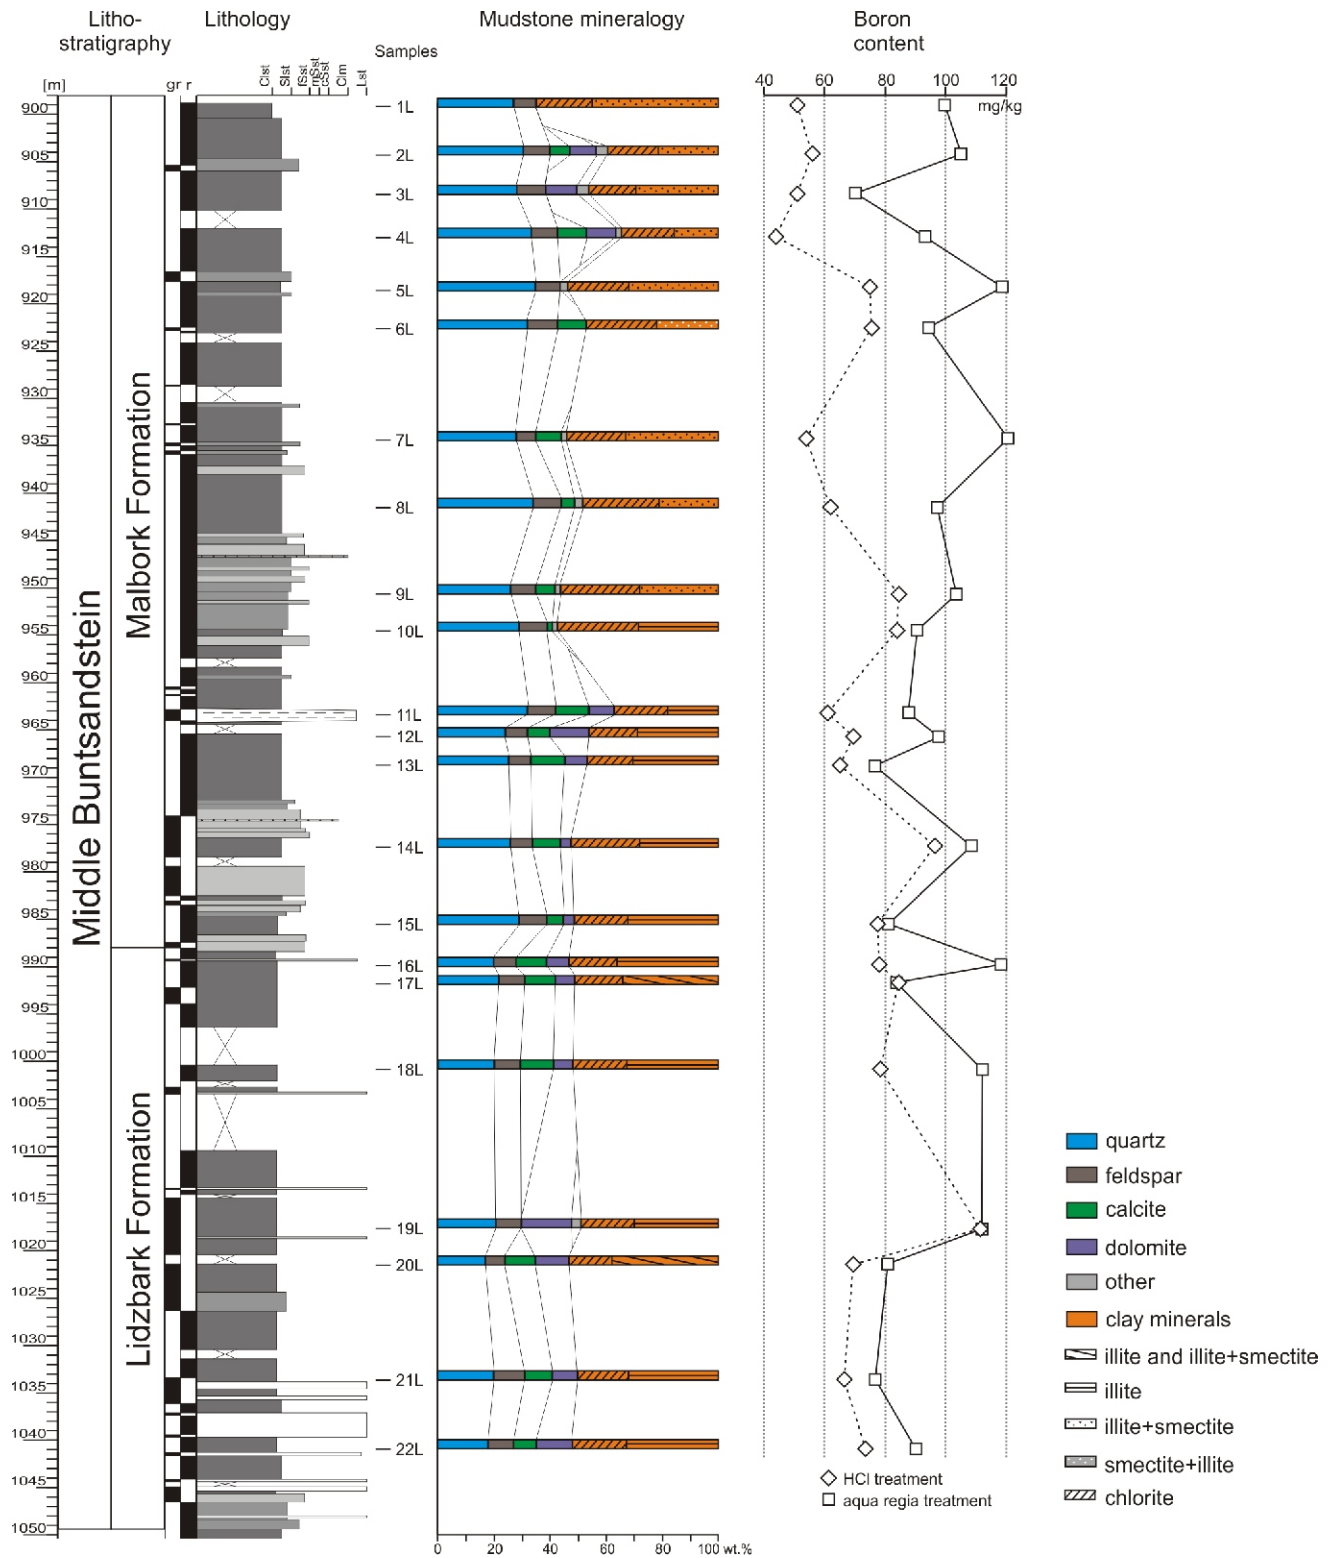 Litho-
stratigraphy
Lithology
Mudstone mineralogy
Boron
content
Samples
[m]
gr r
Clst
Slst
fSst
mSst
cSst
Clm
Lst
40 60 80 100 120
mg/kg
900
905
910
915
920
925
930
935
940
945
950
955
960
965
970
975
980
985
990
995
1000
1005
1010
1015
1020
1025
1030
1035
1040
1045
1050
Middle Buntsandstein
Malbork Formation
Lidzbark Formation
1L
2L
3L
4L
5L
6L
7L
8L
9L
10L
11L
12L
13L
14L
15L
16L
17L
18L
19L
20L
21L
22L
0 20 40 60 80 100 wt.%
HCl treatment
aqua regia treatment
quartz
feldspar
calcite
dolomite
other
clay minerals
illite and illite+smectite
illite
illite+smectite
smectite+illite
chlorite